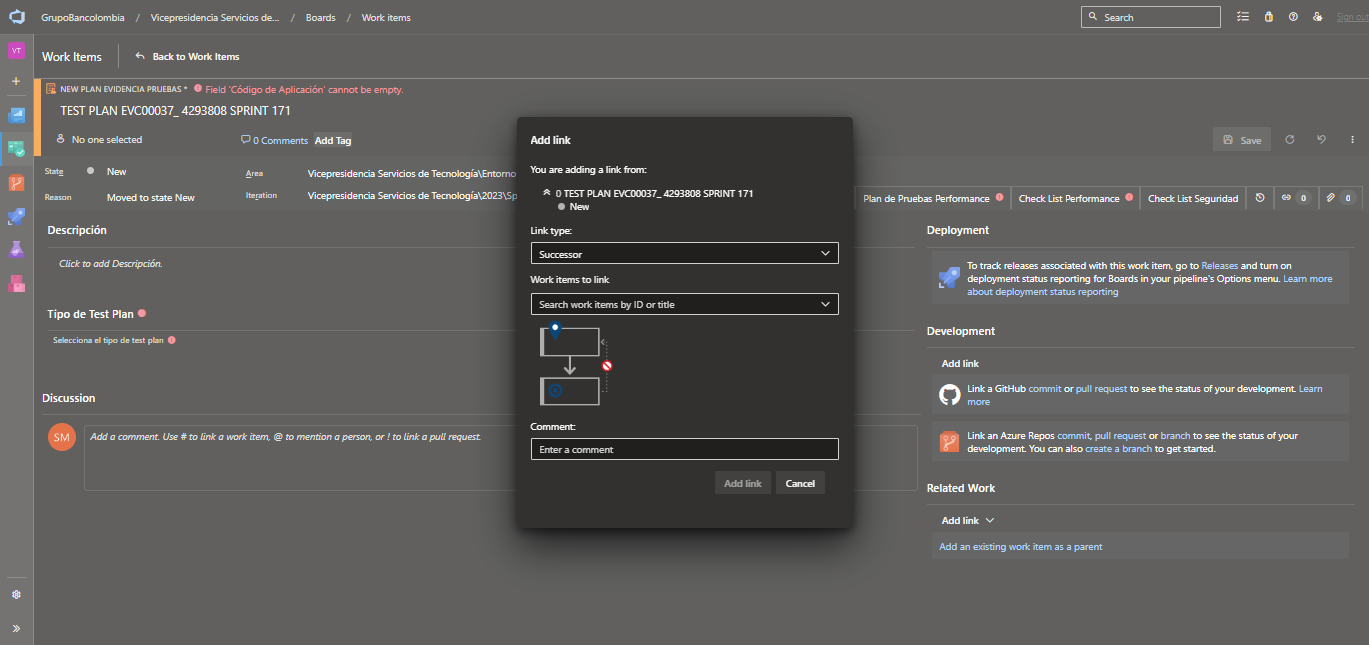 GrupoBancolombia / Vicepresidencia Servicios de... / Boards / Work items
Search
Sign out
VT
Work Items
Back to Work Items
NEW PLAN EVIDENCIA PRUEBAS * Field 'Código de Aplicación' cannot be empty.
TEST PLAN EVC00037_ 4293808 SPRINT 171
No one selected
0 Comments
Add Tag
Save
State
New
Area
Vicepresidencia Servicios de Tecnología\Entorno
Reason
Moved to state New
Iteration
Vicepresidencia Servicios de Tecnología\2023\Sp
Plan de Pruebas Performance
Check List Performance
Check List Seguridad
0
0
Descripción
Click to add Descripción.
Tipo de Test Plan
Selecciona el tipo de test plan
Discussion
SM
Add a comment. Use # to link a work item, @ to mention a person, or ! to link a pull request.
Add link
You are adding a link from:
0 TEST PLAN EVC00037_ 4293808 SPRINT 171
New
Link type:
Successor
Work items to link
Search work items by ID or title
Comment:
Enter a comment
Add link
Cancel
Deployment
To track releases associated with this work item, go to Releases and turn on
deployment status reporting for Boards in your pipeline's Options menu. Learn more
about deployment status reporting
Development
Add link
Link a GitHub commit or pull request to see the status of your development. Learn
more
Link an Azure Repos commit, pull request or branch to see the status of your
development. You can also create a branch to get started.
Related Work
Add link
Add an existing work item as a parent